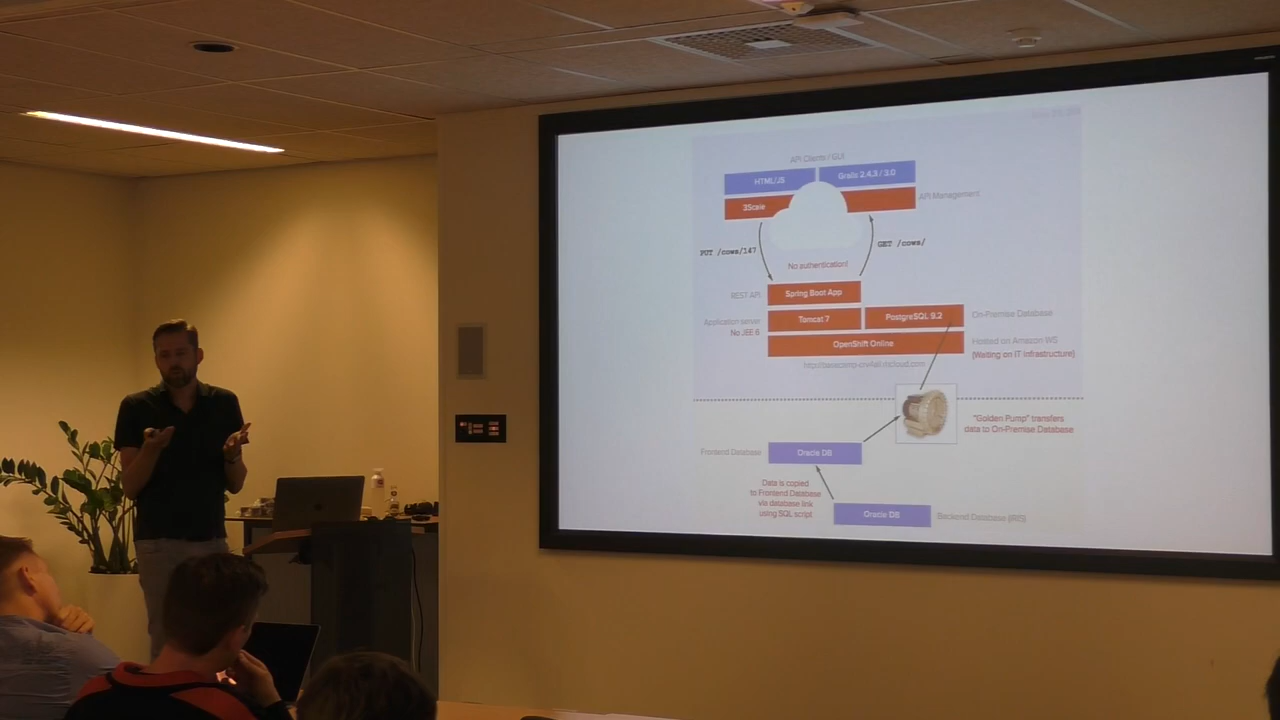 API Clients / GUI
HTML/JS
Grails 2.4.3 / 3.0
3Scale
API Management
PUT /cows/147
GET /cows/
No authentication!
REST API
Spring Boot App
Application server
No JEE 6
Tomcat 7
PostgreSQL 9.2
On-Premise Database
OpenShift Online
Hosted on Amazon WS
(Waiting on IT infrastructure)
"Golden Pump" transfers
data to On-Premise Database
Frontend Database
Oracle DB
Data is copied
to Frontend Database
via database link
using SQL script
Oracle DB
Backend Database (IRIS)